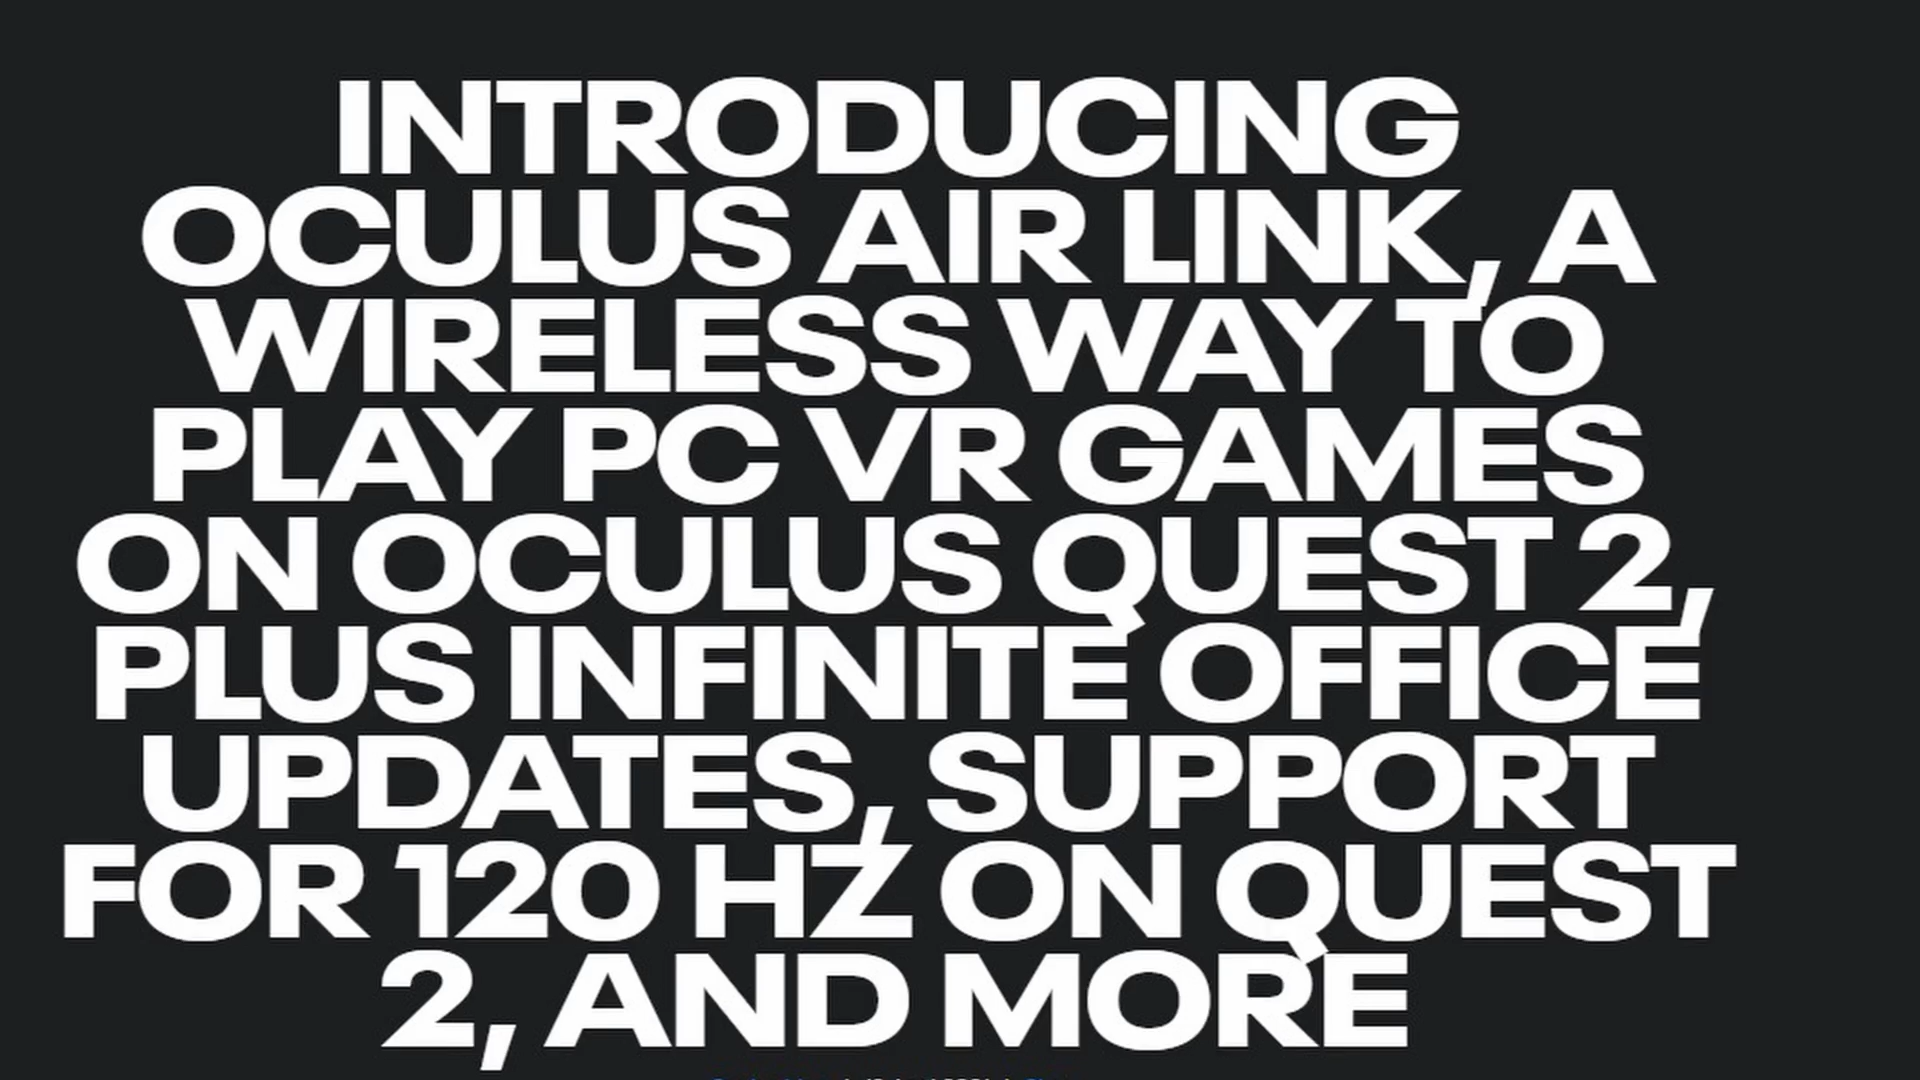 INTRODUCING
OCULUS AIR LINK, A
WIRELESS WAY TO
PLAY PC VR GAMES
ON OCULUS QUEST 2,
PLUS INFINITE OFFICE
UPDATES, SUPPORT
FOR 120 HZ ON QUEST
2, AND MORE